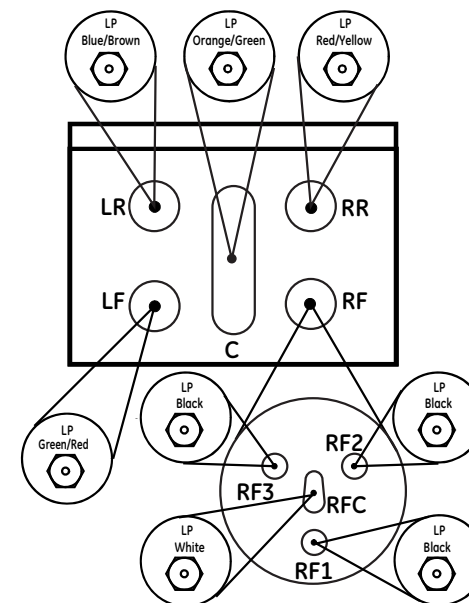 LP
Blue/Brown
LP
Orange/Green
LP
Red/Yellow
LR
RR
LF
RF
C
LP
Green/Red
LP
Black
LP
Black
RF2
RF3
RFC
RF1
LP
White
LP
Black